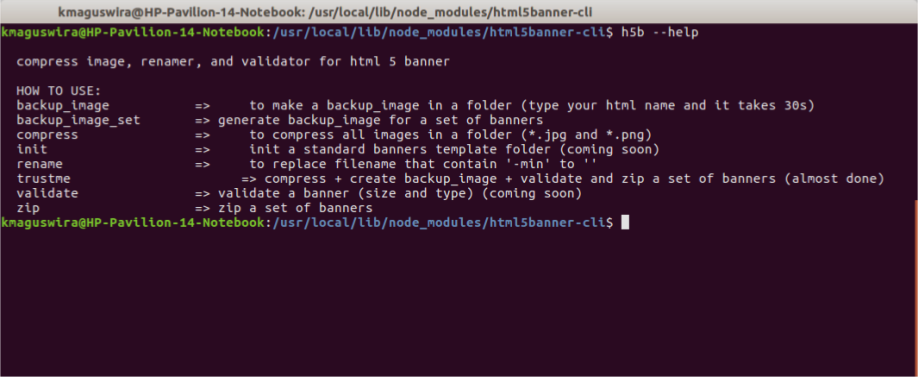 kmaguswira@HP-Pavilion-14-Notebook: /usr/local/lib/node_modules/html5banner-cli
kmaguswira@HP-Pavilion-14-Notebook:/usr/local/lib/node_modules/html5banner-cli$ h5b --help
compress image, renamer, and validator for html 5 banner
HOW TO USE:
backup_image => to make a backup_image in a folder (type your html name and it takes 30s)
backup_image_set => generate backup_image for a set of banners
compress => to compress all images in a folder (*.jpg and *.png)
init => init a standard banners template folder (coming soon)
rename => to replace filename that contain '-min' to ''
trustme => compress + create backup_image + validate and zip a set of banners (almost done)
validate => validate a banner (size and type) (coming soon)
zip => zip a set of banners
kmaguswira@HP-Pavilion-14-Notebook:/usr/local/lib/node_modules/html5banner-cli$